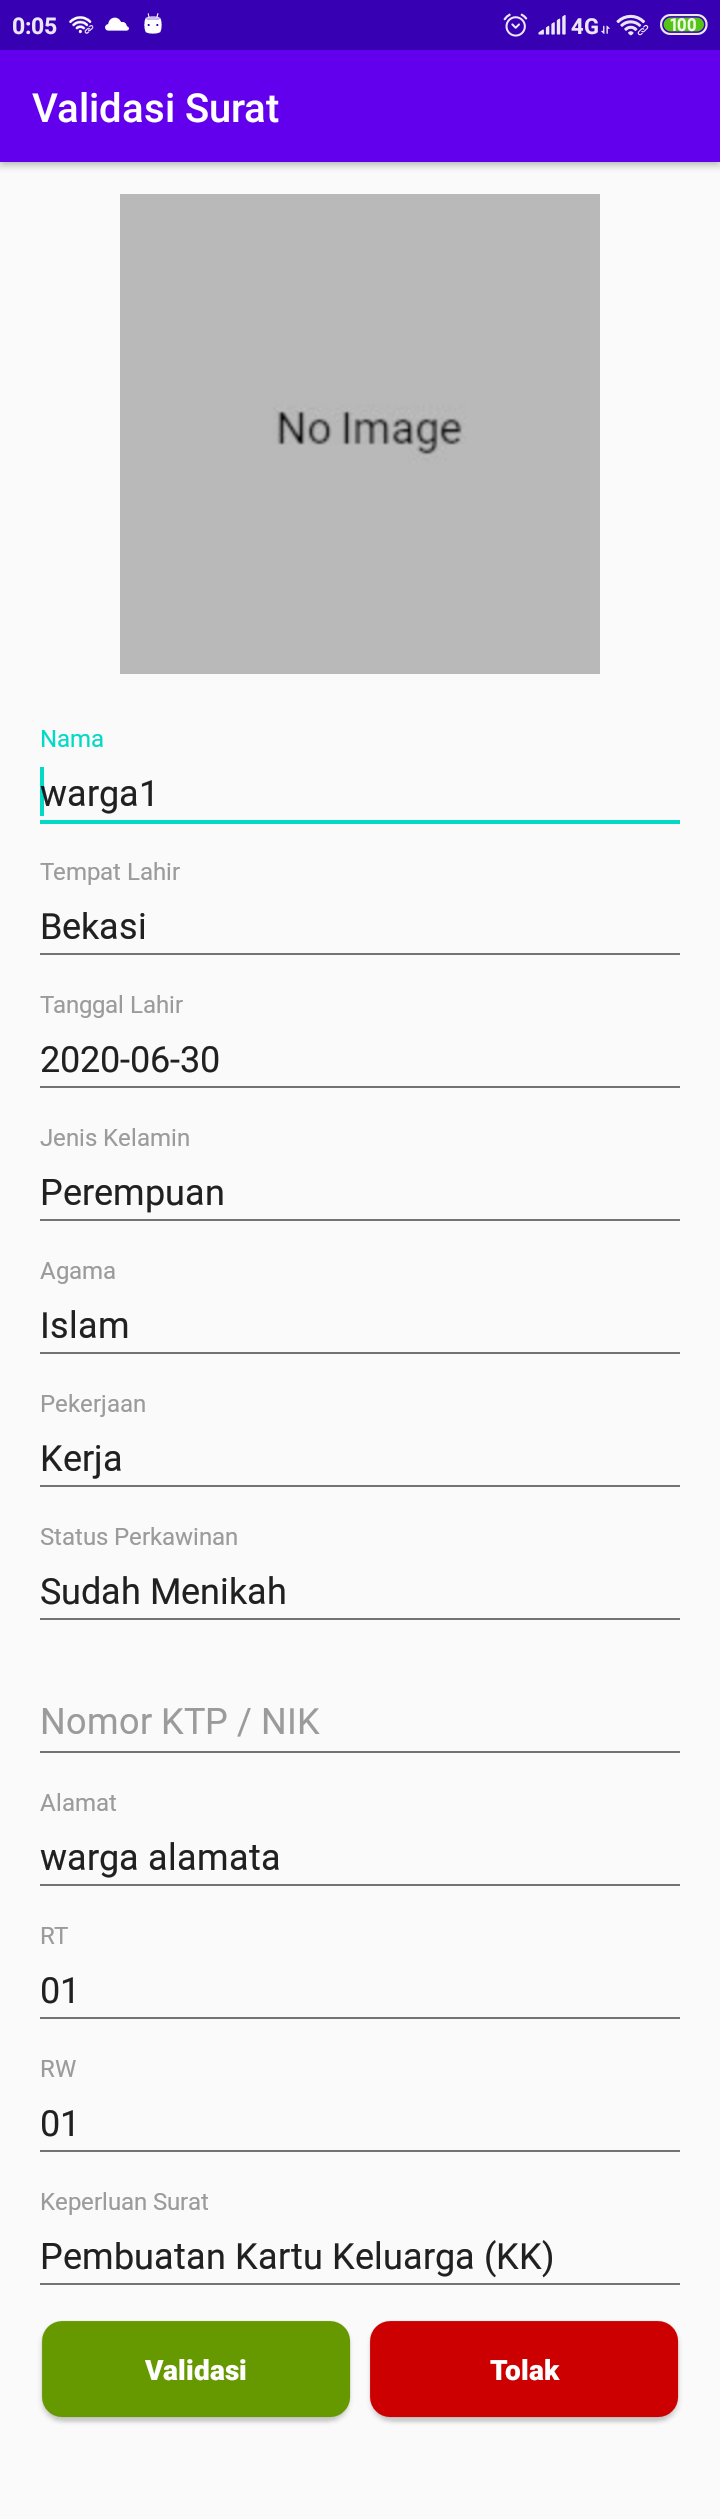 0:05 4G 100
Validasi Surat
No Image
Nama
warga1
Tempat Lahir
Bekasi
Tanggal Lahir
2020-06-30
Jenis Kelamin
Perempuan
Agama
Islam
Pekerjaan
Kerja
Status Perkawinan
Sudah Menikah
Nomor KTP / NIK
Alamat
warga alamata
RT
01
RW
01
Keperluan Surat
Pembuatan Kartu Keluarga (KK)
Validasi Tolak